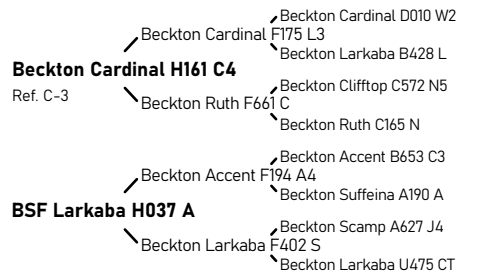 Beckton Cardinal D010 W2
Beckton Cardinal F175 L3
Beckton Larkaba B428 L
Beckton Cardinal H161 C4
Beckton Clifftop C572 N5
Ref. C-3
Beckton Ruth F661 C
Beckton Ruth C165 N
Beckton Accent B653 C3
Beckton Accent F194 A4
Beckton Suffeina A190 A
BSF Larkaba H037 A
Beckton Scamp A627 J4
Beckton Larkaba F402 S
Beckton Larkaba U475 CT